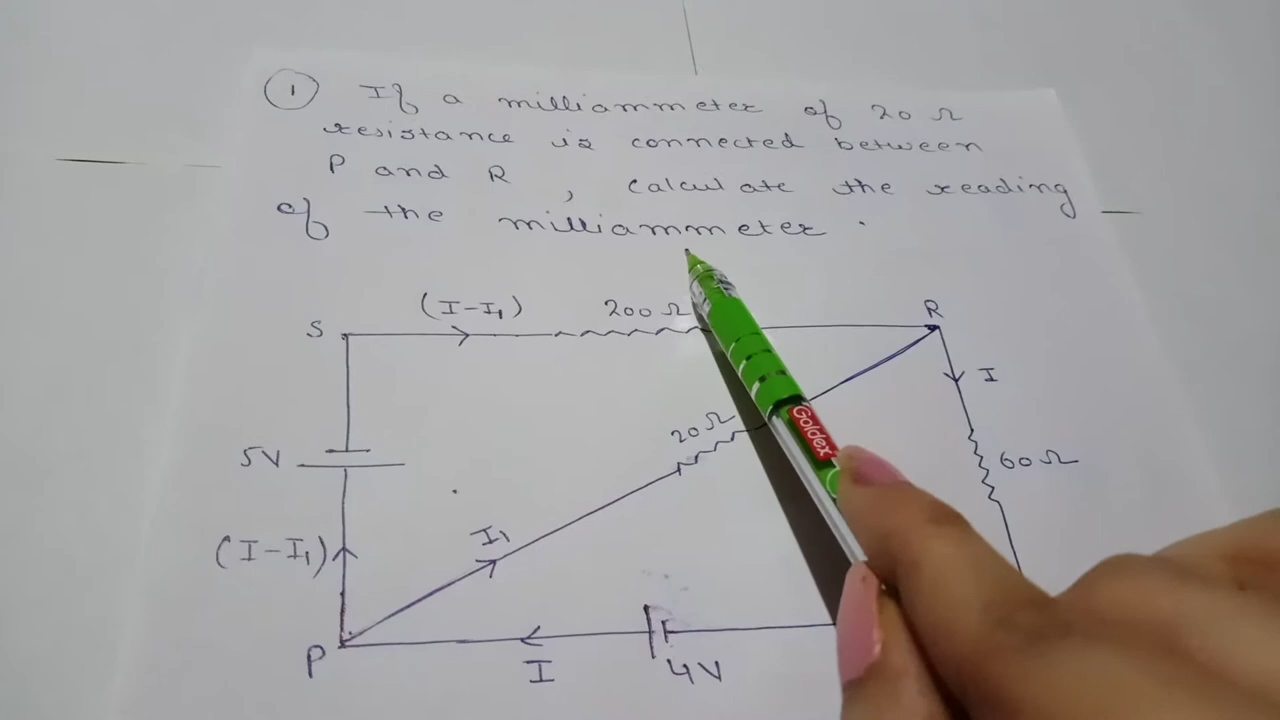 1 If a milliammeter of 20 Ω
resistance is connected between
P and R, calculate the reading
of the milliammeter.
S (I-I₁) 200 Ω R
I
20 Ω
5V 60 Ω
Goldex
(I-I₁) I₁
P I 4V